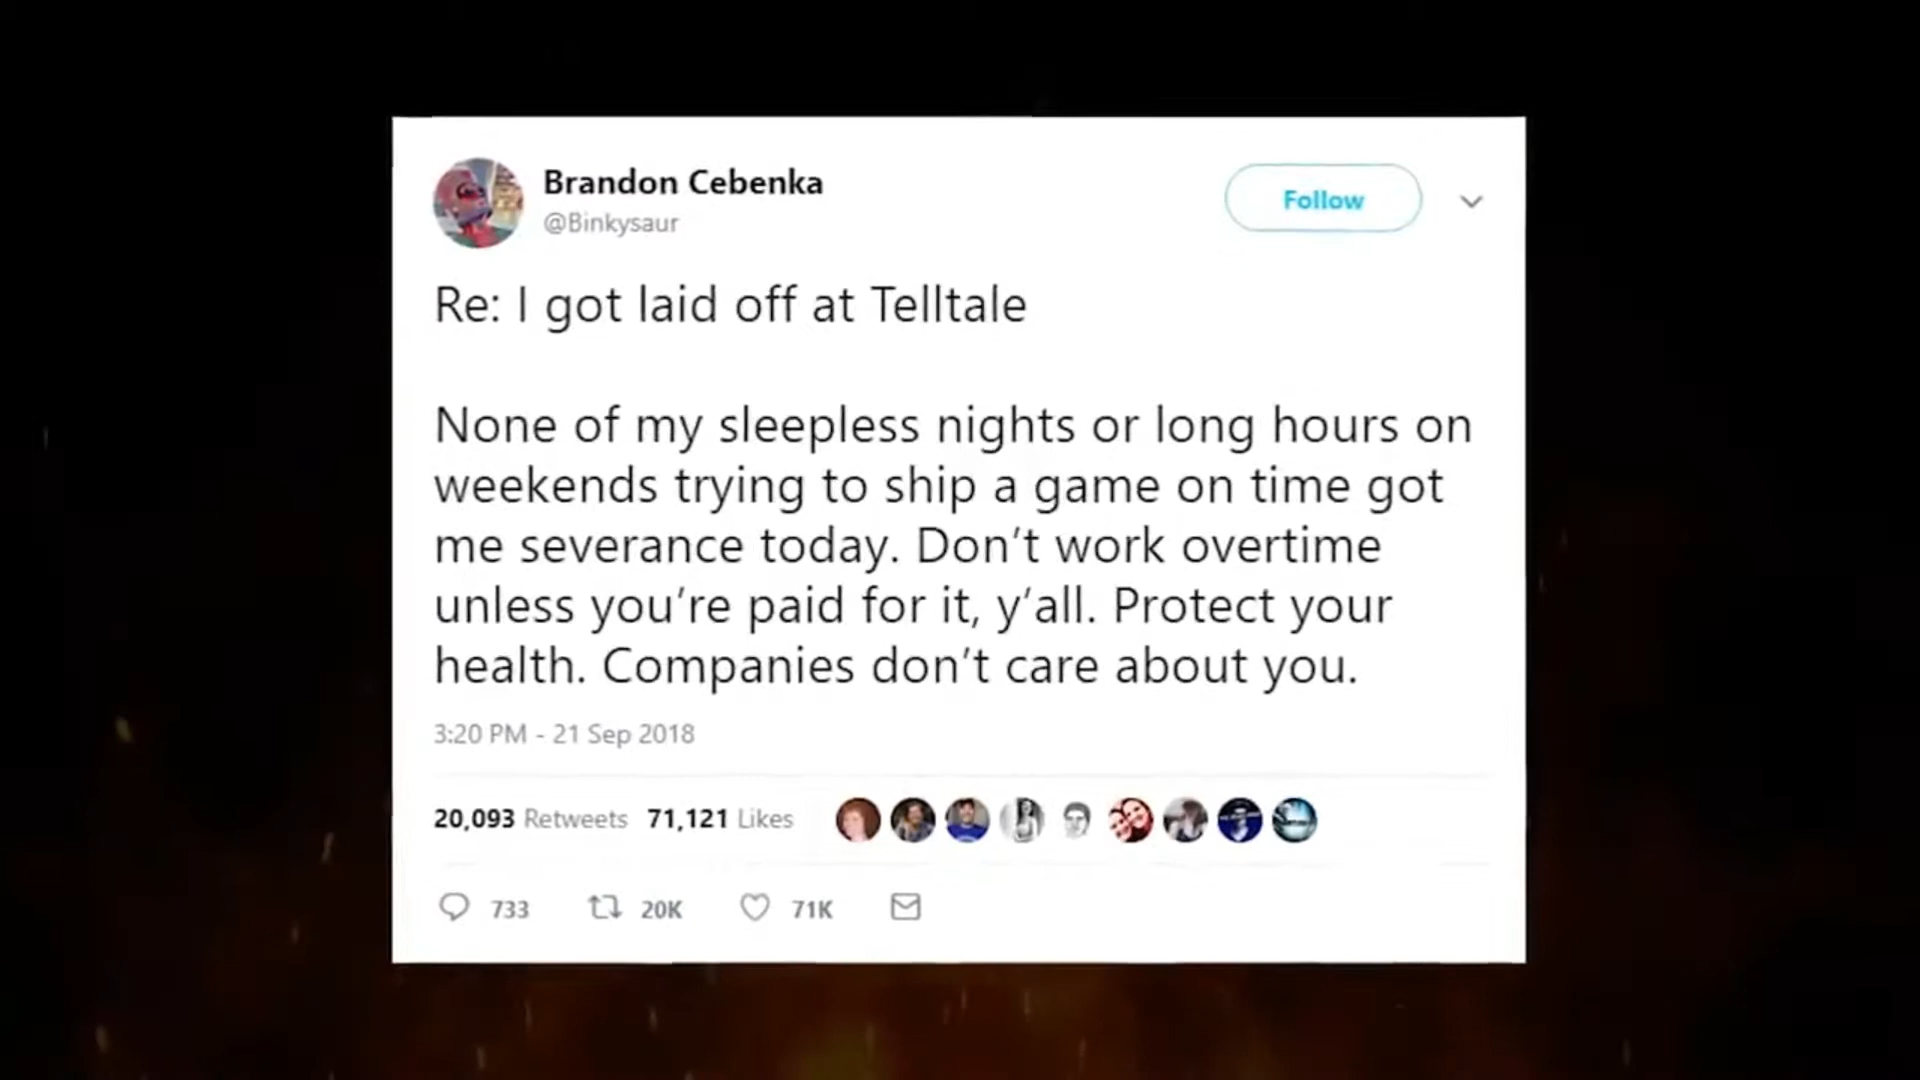 Brandon Cebenka
@Binkysaur
Follow
Re: I got laid off at Telltale
None of my sleepless nights or long hours on
weekends trying to ship a game on time got
me severance today. Don't work overtime
unless you're paid for it, y'all. Protect your
health. Companies don't care about you.
3:20 PM - 21 Sep 2018
20,093 Retweets 71,121 Likes
733 20K 71K